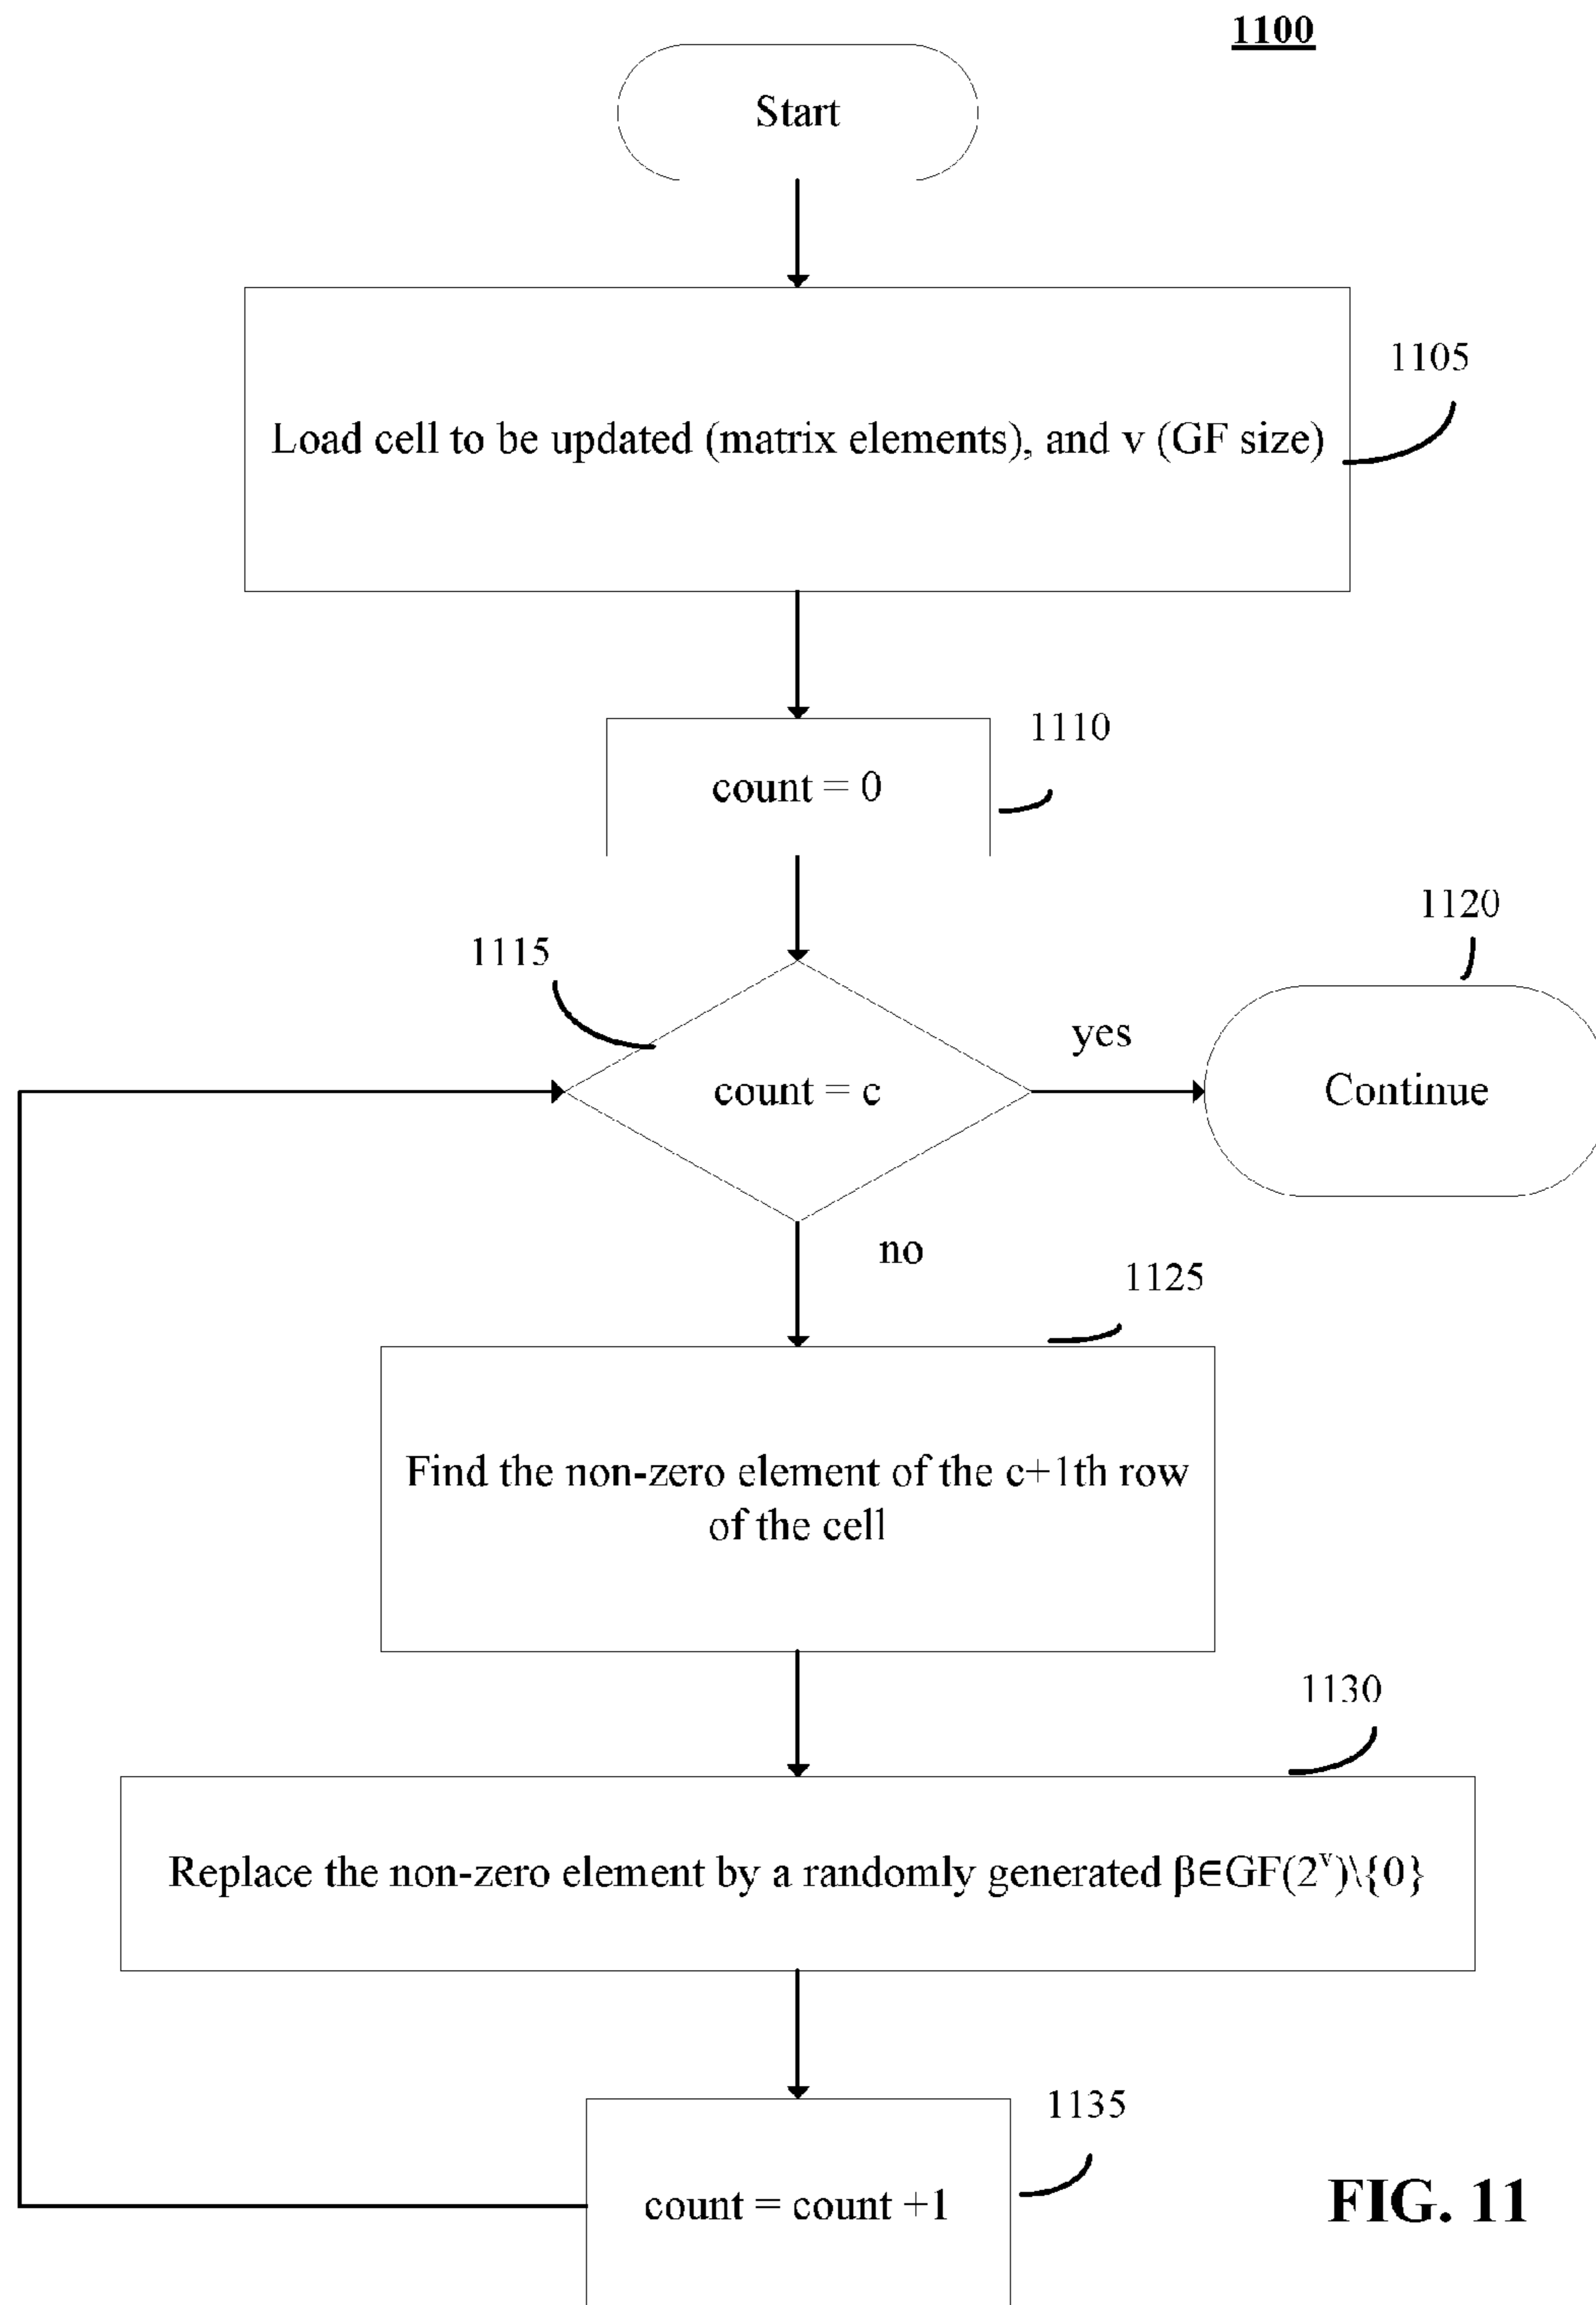 1100
Start
1105
Load cell to be updated (matrix elements), and v (GF size)
1110
count = 0
1120
1115
yes
count = c
Continue
no
1125
Find the non-zero element of the c+1th row
of the cell
1130
Replace the non-zero element by a randomly generated β∈GF(2^v)\{0}
1135
count = count +1
FIG. 11